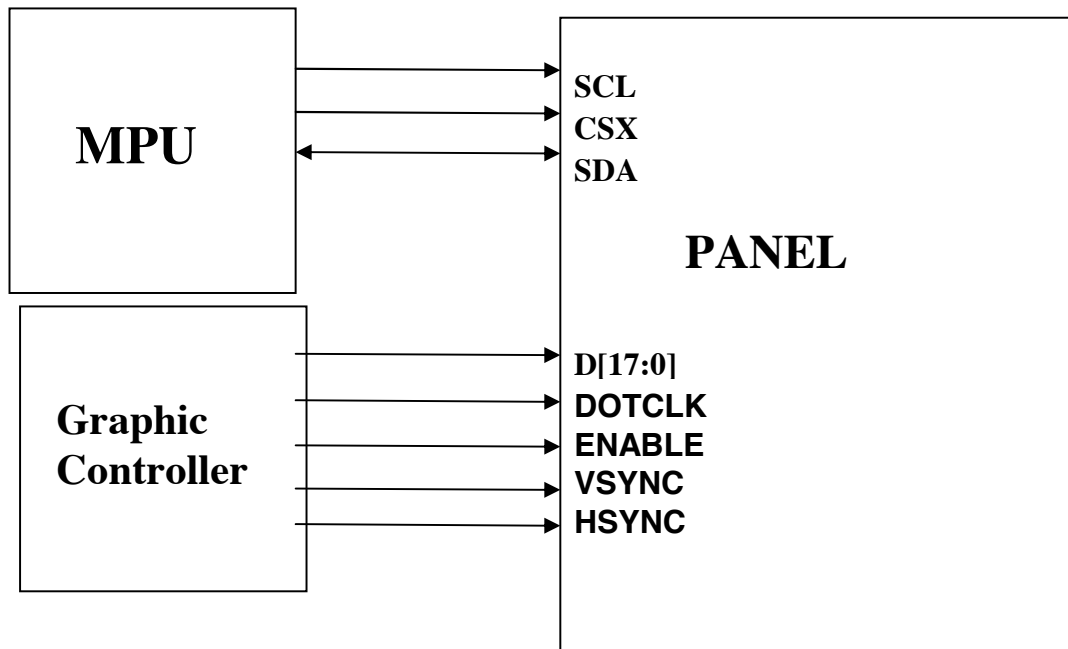 MPU
SCL
CSX
SDA
PANEL
Graphic
Controller
D[17:0]
DOTCLK
ENABLE
VSYNC
HSYNC